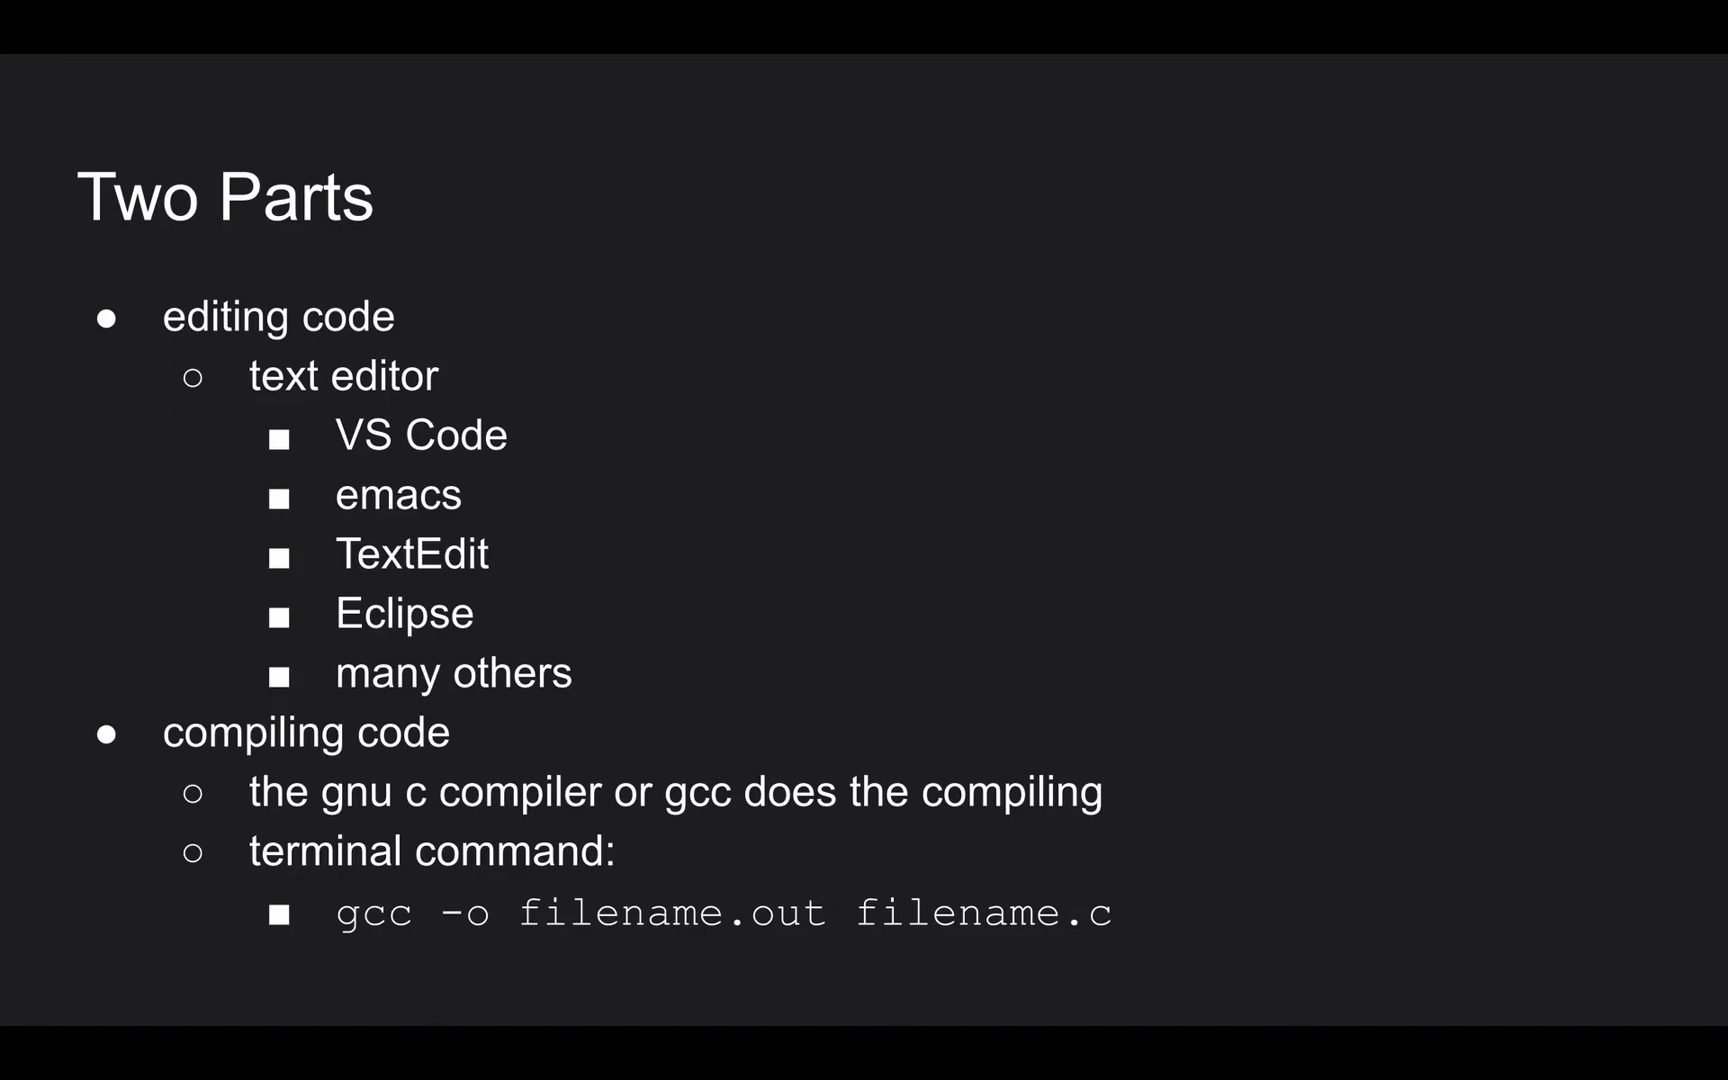 Two Parts
● editing code
○ text editor
■ VS Code
■ emacs
■ TextEdit
■ Eclipse
■ many others
● compiling code
○ the gnu c compiler or gcc does the compiling
○ terminal command:
■ gcc -o filename.out filename.c